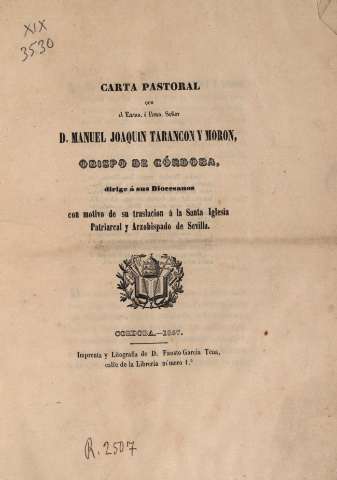 XIX
3530
CARTA PASTORAL
que
el Excmo. é Illmo. Señor
D. MANUEL JOAQUIN TARANCON Y MORON,
OBISPO DE CÓRDOBA,
dirige á sus Diocesanos
con motivo de su traslacion á la Santa Iglesia
Patriarcal y Arzobispado de Sevilla.
CORDOBA.—1857.
Imprenta y Litografía de D. Fausto García Tena,
calle de la Librería número 1.º
R. 2507